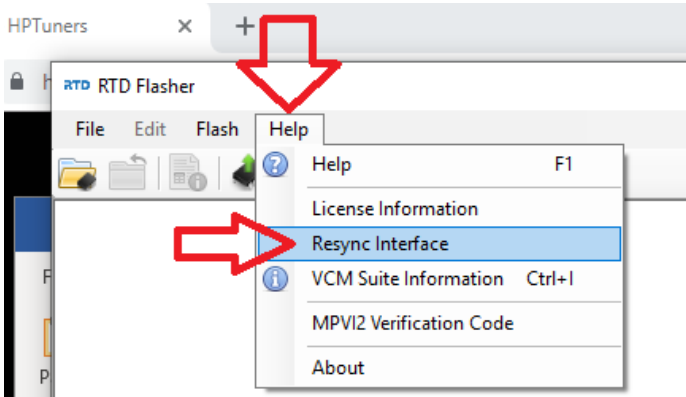 HPTuners
RTD RTD Flasher
File Edit Flash Help
Help F1
License Information
Resync Interface
VCM Suite Information Ctrl+I
MPVI2 Verification Code
About